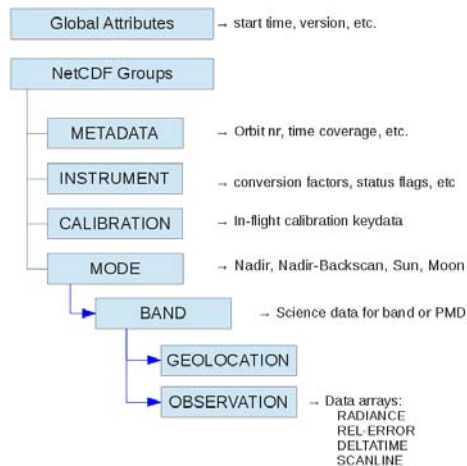 Global Attributes → start time, version, etc.
NetCDF Groups
METADATA → Orbit nr, time coverage, etc.
INSTRUMENT → conversion factors, status flags, etc
CALIBRATION → In-flight calibration keydata
MODE → Nadir, Nadir-Backscan, Sun, Moon
BAND → Science data for band or PMD
GEOLOCATION
OBSERVATION → Data arrays:
RADIANCE
REL-ERROR
DELTATIME
SCANLINE